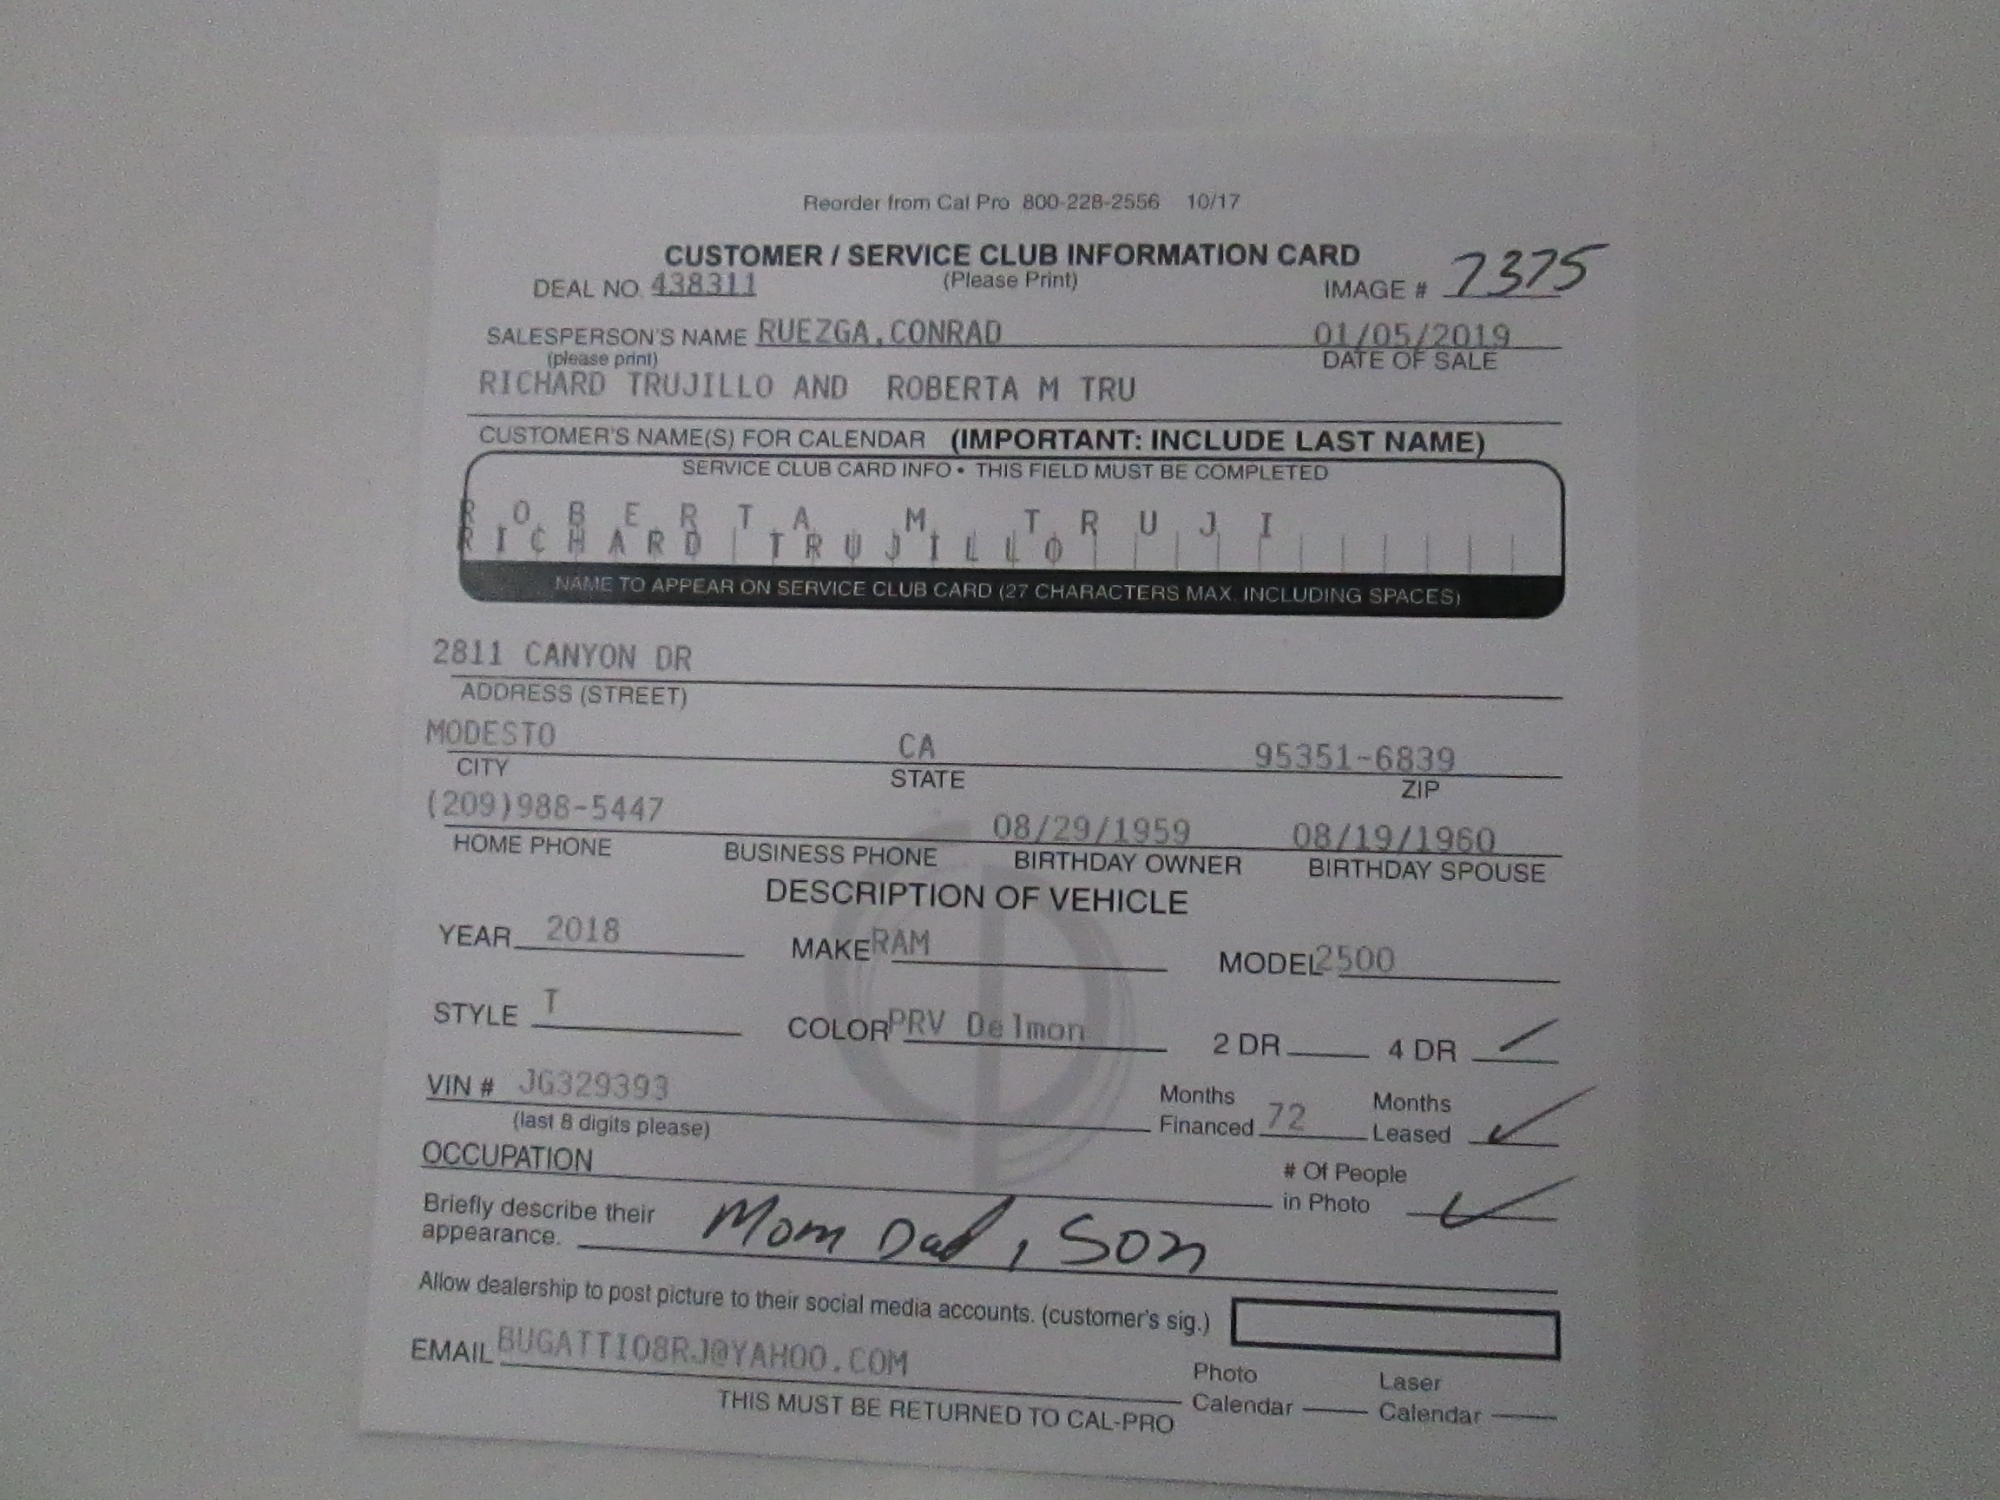 Reorder from Cal Pro 800-228-2556 10/17
CUSTOMER / SERVICE CLUB INFORMATION CARD
DEAL NO. 438311 (Please Print) IMAGE # 7375
SALESPERSON'S NAME RUEZGA,CONRAD 01/05/2019
(please print) DATE OF SALE
RICHARD TRUJILLO AND ROBERTA M TRU
CUSTOMER'S NAME(S) FOR CALENDAR (IMPORTANT: INCLUDE LAST NAME)
SERVICE CLUB CARD INFO • THIS FIELD MUST BE COMPLETED
ROBERTA M TRUJI
RICHARD TRUJILLO
NAME TO APPEAR ON SERVICE CLUB CARD (27 CHARACTERS MAX. INCLUDING SPACES)
2811 CANYON DR
ADDRESS (STREET)
MODESTO CA 95351-6839
CITY STATE ZIP
(209)988-5447 08/29/1959 08/19/1960
HOME PHONE BUSINESS PHONE BIRTHDAY OWNER BIRTHDAY SPOUSE
DESCRIPTION OF VEHICLE
YEAR 2018 MAKE RAM MODEL 2500
STYLE T COLOR PRV Delmon 2 DR 4 DR
VIN # JG329393 Months Financed 72 Months Leased
(last 8 digits please)
OCCUPATION # Of People in Photo
Briefly describe their appearance. Mom Dad, Son
Allow dealership to post picture to their social media accounts. (customer's sig.)
EMAIL BUGATTI08RJ@YAHOO.COM Photo Calendar Laser Calendar
THIS MUST BE RETURNED TO CAL-PRO